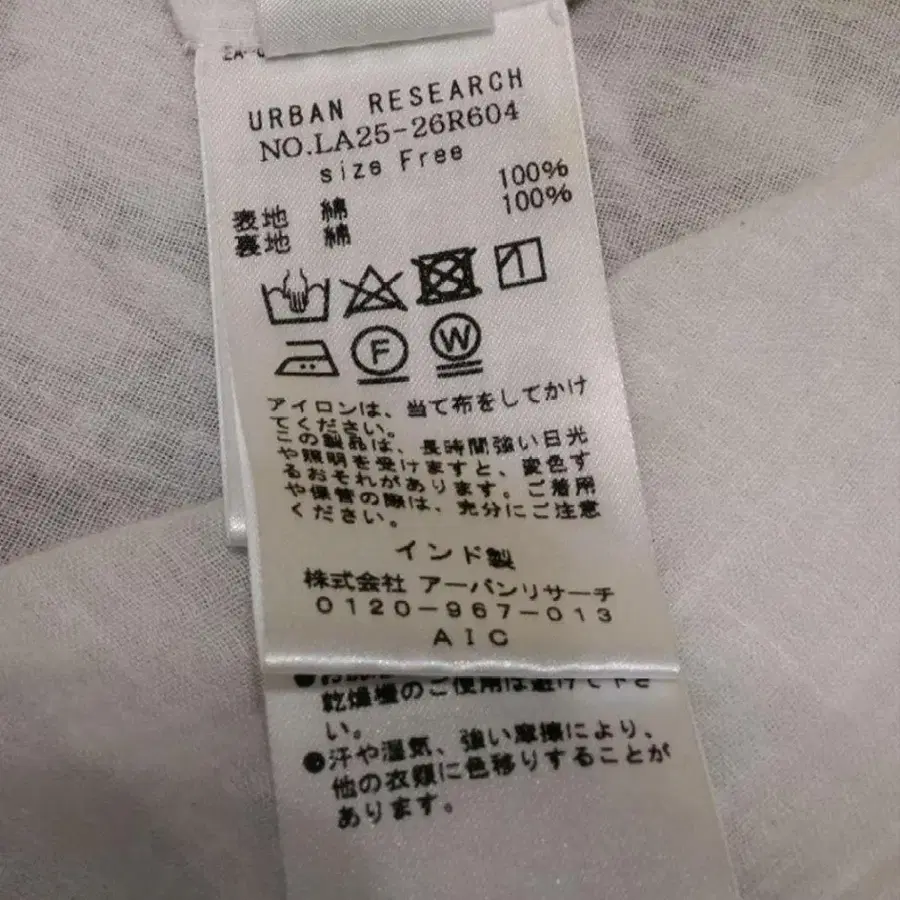 URBAN RESEARCH
NO.LA25-26R604
size Free
表地 綿 100%
裏地 綿 100%
F W
アイロンは、当て布をしてかけ
てください。
この製品は、長時間強い日光
や照明を受けますと、変色す
るおそれがあります。ご着用
や保管の際は、充分にご注意
ください。
インド製
株式会社 アーバンリサーチ
0120-967-013
AIC
乾燥機のご使用は避けて下さ
い。
●汗や湿気、強い摩擦により、
他の衣類に色移りすることが
あります。